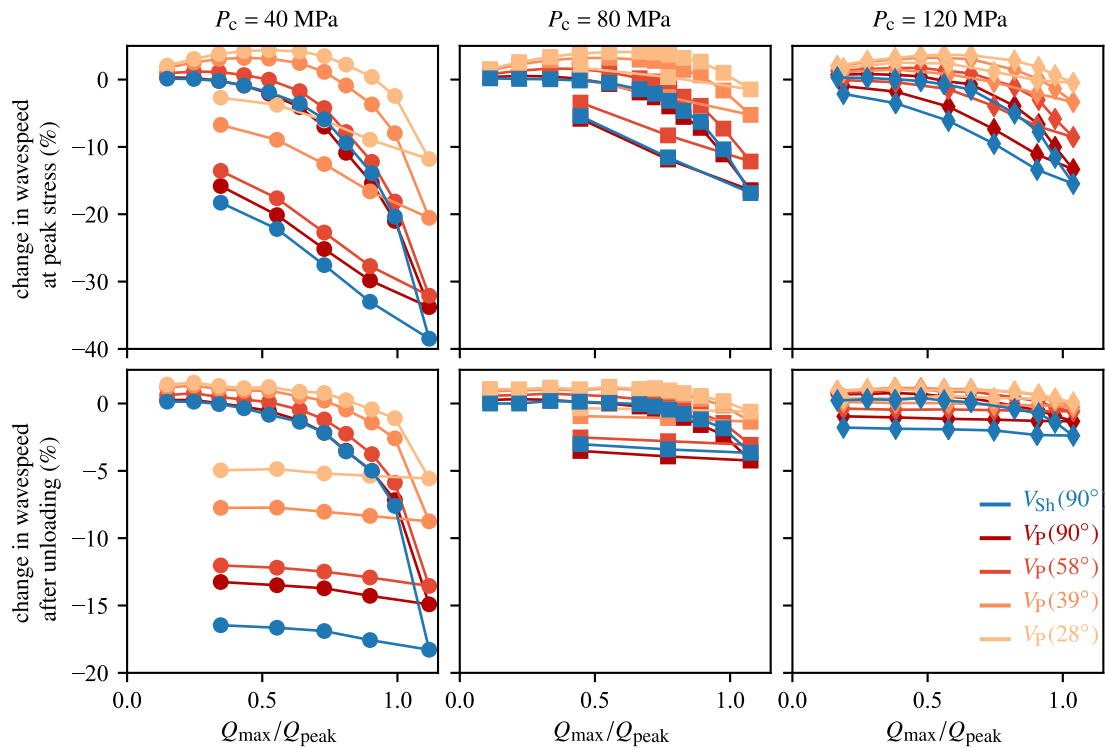 P_c = 40 MPa
P_c = 80 MPa
P_c = 120 MPa
change in wavespeed
at peak stress (%)
0
−10
−20
−30
−40
change in wavespeed
after unloading (%)
0
−5
−10
−15
−20
V_Sh(90°)
V_P(90°)
V_P(58°)
V_P(39°)
V_P(28°)
0.0 0.5 1.0
0.0 0.5 1.0
0.0 0.5 1.0
Q_max/Q_peak
Q_max/Q_peak
Q_max/Q_peak